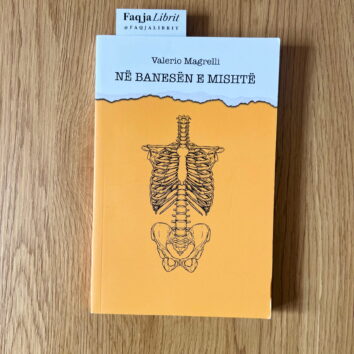 FaqjaLibrit
@FAQJALIBRIT
Valerio Magrelli
NË BANESËN E MISHTË